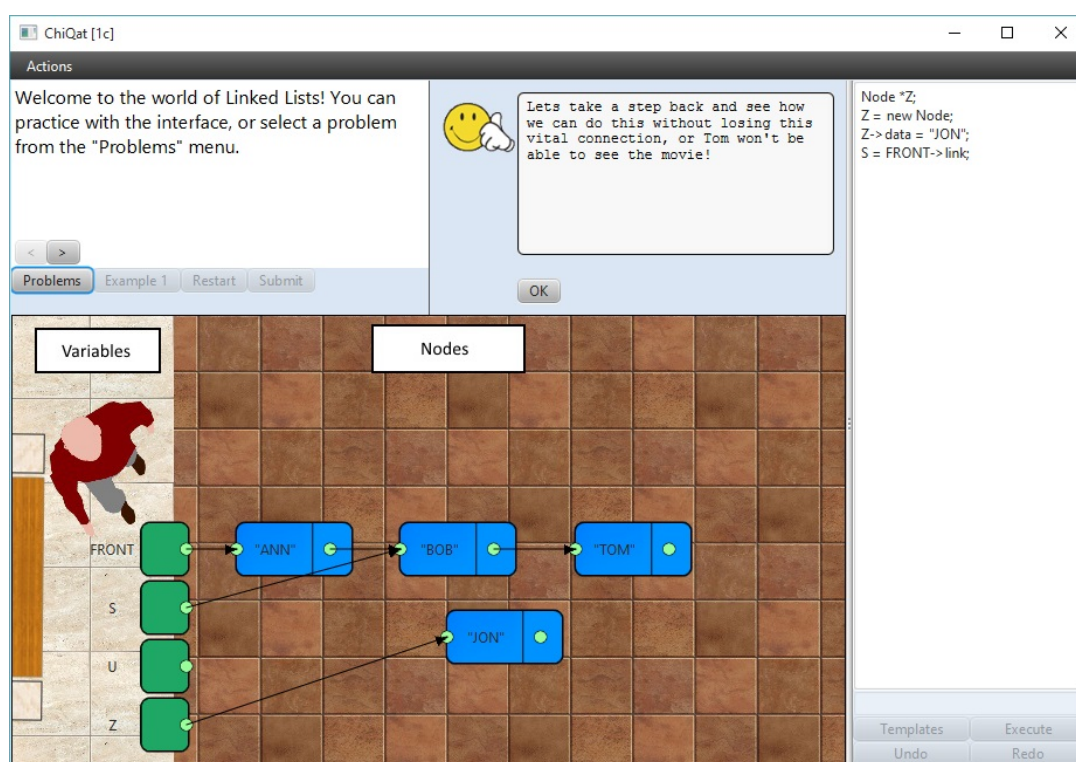 ChiQat [1c]
Actions
Welcome to the world of Linked Lists! You can
practice with the interface, or select a problem
from the "Problems" menu.
< >
Problems Example 1 Restart Submit
Lets take a step back and see how
we can do this without losing this
vital connection, or Tom won't be
able to see the movie!
OK
Node *Z;
Z = new Node;
Z->data = "JON";
S = FRONT->link;
Variables
Nodes
FRONT
"ANN"
"BOB"
"TOM"
S
"JON"
U
Z
Templates Execute
Undo Redo